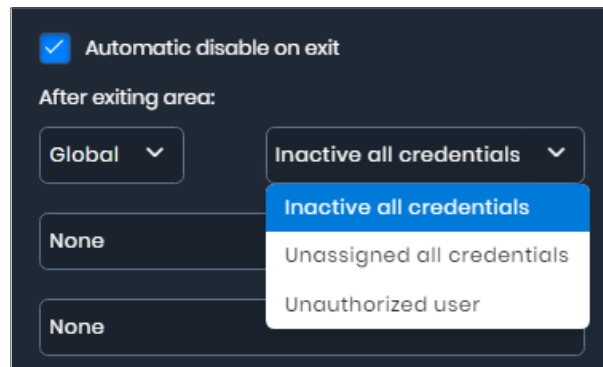 Automatic disable on exit
After exiting area:
Global
Inactive all credentials
Inactive all credentials
None
Unassigned all credentials
Unauthorized user
None